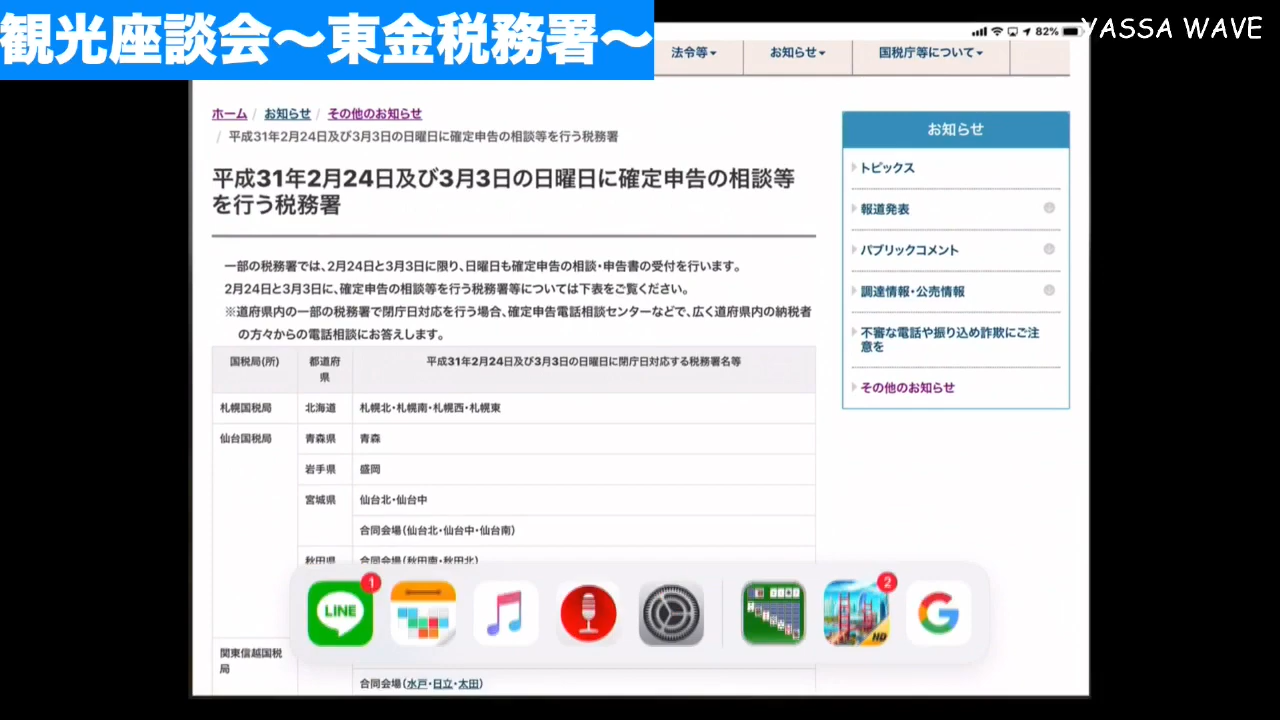 観光座談会〜東金税務署〜
YASSA WAVE
82%
法令等
お知らせ
国税庁等について
ホーム / お知らせ / その他のお知らせ
/ 平成31年2月24日及び3月3日の日曜日に確定申告の相談等を行う税務署
平成31年2月24日及び3月3日の日曜日に確定申告の相談等
を行う税務署
一部の税務署では、2月24日と3月3日に限り、日曜日も確定申告の相談・申告書の受付を行います。
2月24日と3月3日に、確定申告の相談等を行う税務署等については下表をご覧ください。
※道府県内の一部の税務署で閉庁日対応を行う場合、確定申告電話相談センターなどで、広く道府県内の納税者
の方々からの電話相談にお答えします。
国税局(所)
都道府
県
平成31年2月24日及び3月3日の日曜日に閉庁日対応する税務署名等
札幌国税局
北海道
札幌北・札幌南・札幌西・札幌東
仙台国税局
青森県
青森
岩手県
盛岡
宮城県
仙台北・仙台中
合同会場(仙台北・仙台中・仙台南)
秋田県
合同会場(秋田南・秋田北)
関東信越国税
局
合同会場(水戸・日立・太田)
お知らせ
トピックス
報道発表
パブリックコメント
調達情報・公売情報
不審な電話や振り込め詐欺にご注
意を
その他のお知らせ
LINE
1
2
HD
G